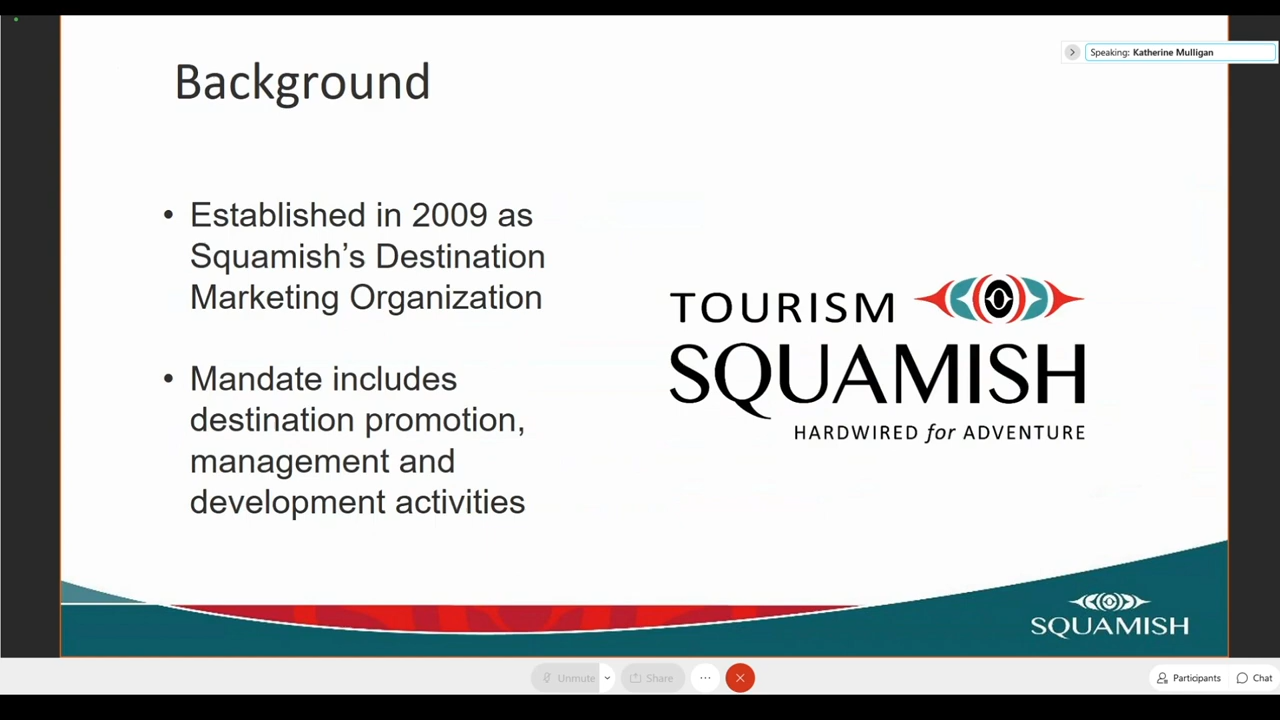 Speaking: Katherine Mulligan
Background
• Established in 2009 as
Squamish’s Destination
Marketing Organization
• Mandate includes
destination promotion,
management and
development activities
TOURISM
SQUAMISH
HARDWIRED for ADVENTURE
SQUAMISH
Unmute
Share
Participants
Chat